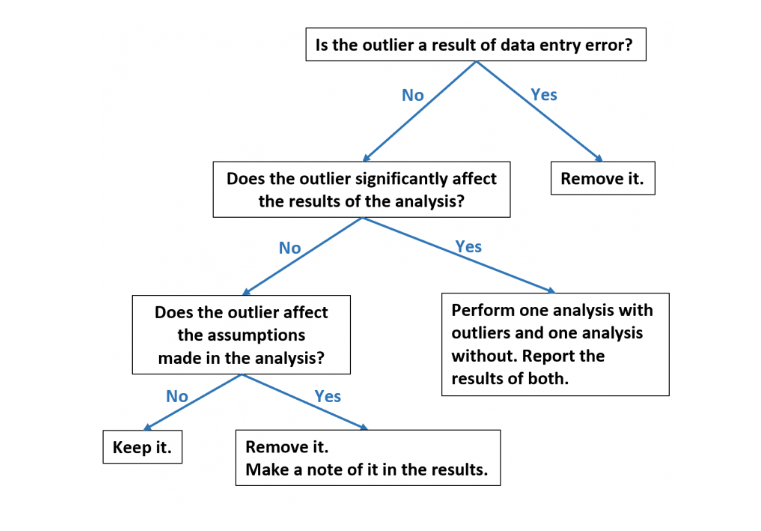 Is the outlier a result of data entry error?
No
Yes
Does the outlier significantly affect
the results of the analysis?
Remove it.
No
Yes
Does the outlier affect
the assumptions
made in the analysis?
Perform one analysis with
outliers and one analysis
without. Report the
results of both.
No
Yes
Keep it.
Remove it.
Make a note of it in the results.